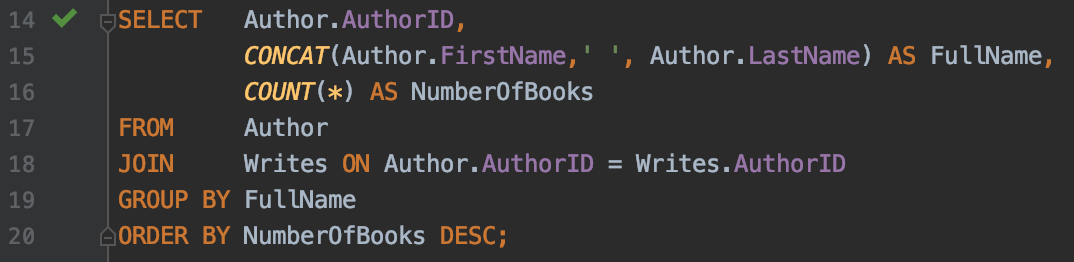 14 SELECT Author.AuthorID,
15 CONCAT(Author.FirstName,' ', Author.LastName) AS FullName,
16 COUNT(*) AS NumberOfBooks
17 FROM Author
18 JOIN Writes ON Author.AuthorID = Writes.AuthorID
19 GROUP BY FullName
20 ORDER BY NumberOfBooks DESC;